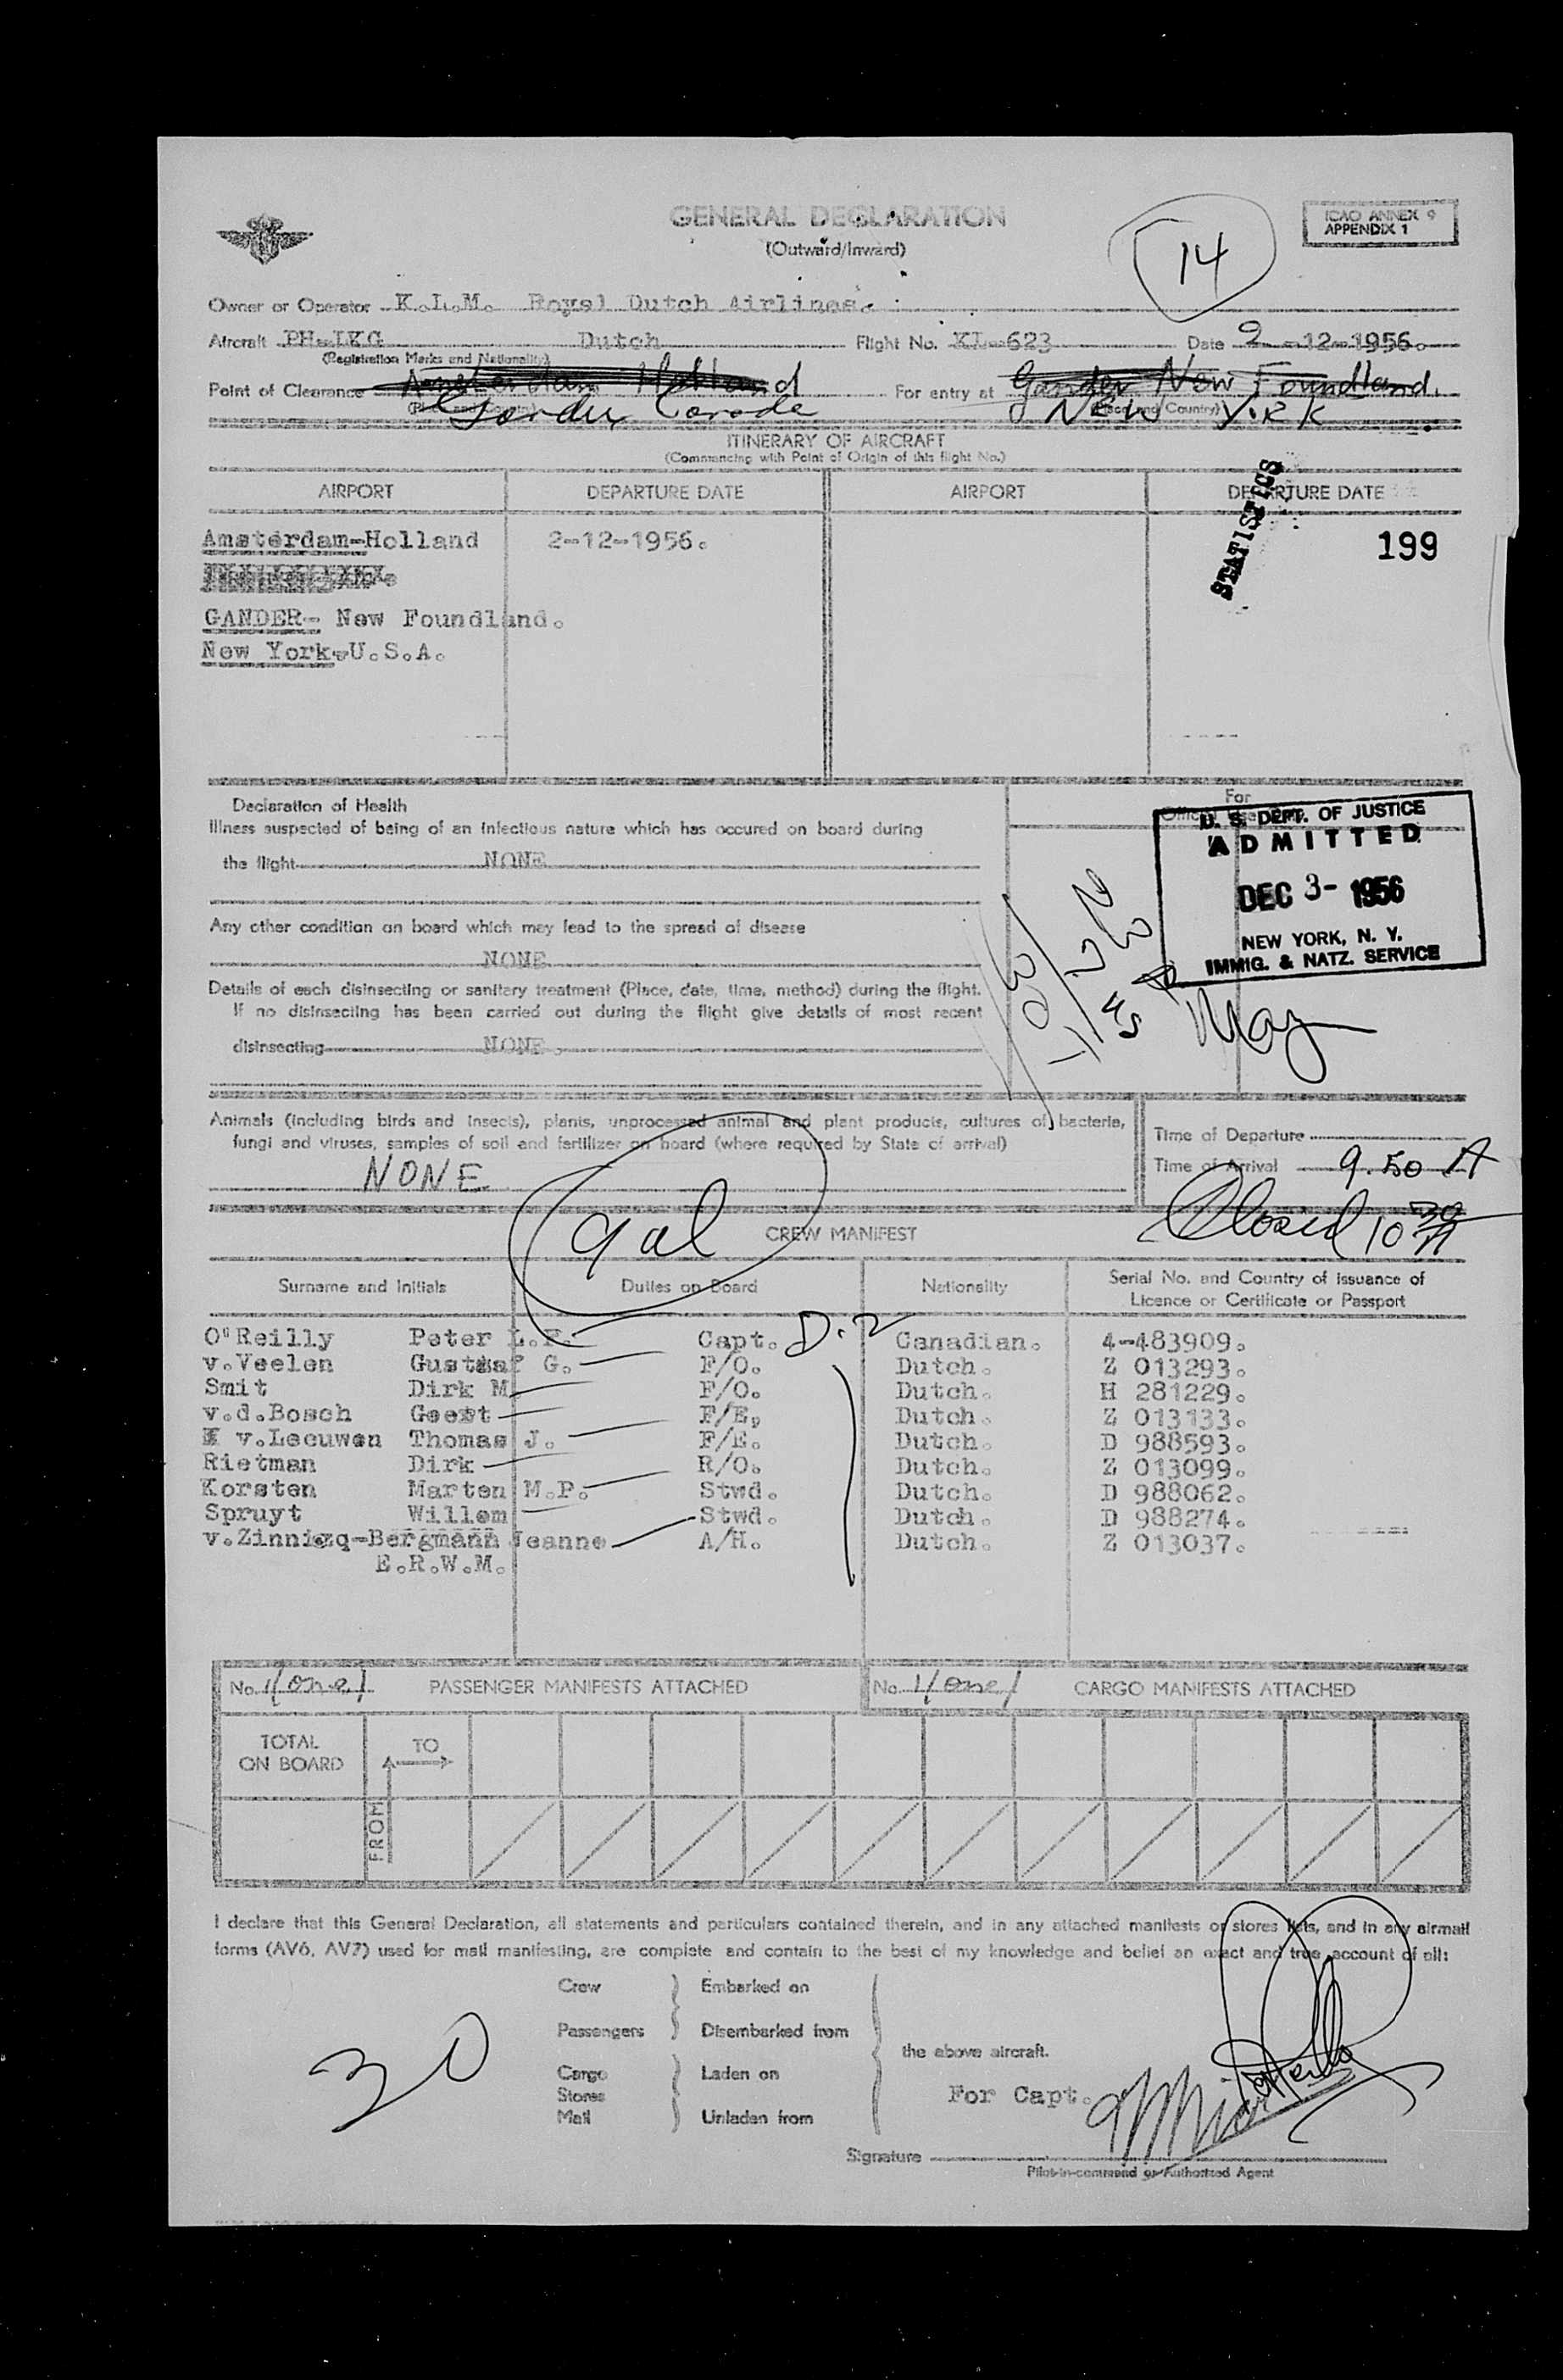 GENERAL DECLARATION
(Outward/Inward)
14
ICAO ANNEX 9
APPENDIX 1
Owner or Operator K.L.M. Royal Dutch Airlines.
Aircraft PH-LKG Dutch Flight No. KL-623 Date 2-12-1956.
(Registration Marks and Nationality)
Point of Clearance Amsterdam Holland For entry at Gander New Foundland.
Gander Canada New York
ITINERARY OF AIRCRAFT
(Commencing with Point of Origin of this flight No.)
AIRPORT DEPARTURE DATE AIRPORT DEPARTURE DATE
STATISTICS
Amsterdam-Holland 2-12-1956. 199
GANDER- New Foundland.
New York-U.S.A.
Declaration of Health For
Illness suspected of being of an infectious nature which has occured on board during
the flight NONE
U. S. DEPT. OF JUSTICE
ADMITTED
DEC 3- 1956
NEW YORK, N. Y.
IMMIG. & NATZ. SERVICE
Any other condition on board which may lead to the spread of disease
NONE
Details of each disinsecting or sanitary treatment (Place, date, time, method) during the flight.
If no disinsecting has been carried out during the flight give details of most recent
disinsecting NONE
Animals (including birds and insects), plants, unprocessed animal and plant products, cultures of bacteria,
fungi and viruses, samples of soil and fertilizer on board (where required by State of arrival)
NONE
Time of Departure
Time of Arrival 9.50 A
Closed 10 30 A
CREW MANIFEST
Surname and Initials Duties on Board Nationality Serial No. and Country of issuance of
Licence or Certificate or Passport
O'Reilly Peter L.P. Capt. D-2 Canadian. 4-483909.
v.Veelen Gustaaf G. F/O. Dutch. Z 013293.
Smit Dirk M. F/O. Dutch. H 281229.
v.d.Bosch Geert F/E. Dutch. Z 013133.
v.Leeuwen Thomas J. F/E. Dutch. D 988593.
Rietman Dirk R/O. Dutch. Z 013099.
Korsten Marten M.P. Stwd. Dutch. D 988062.
Spruyt Willem Stwd. Dutch. D 988274.
v.Zinnicq-Bergmann Jeanne A/H. Dutch. Z 013037.
E.R.W.M.
No. 1/one/ PASSENGER MANIFESTS ATTACHED No. 1/one/ CARGO MANIFESTS ATTACHED
TOTAL
ON BOARD
TO
FROM
I declare that this General Declaration, all statements and particulars contained therein, and in any attached manifests or stores lists, and in any airmail
forms (AV6, AV7) used for mail manifesting, are complete and contain to the best of my knowledge and belief an exact and true account of all:
Crew Embarked on
Passengers Disembarked from
the above aircraft.
Cargo Laden on
Stores
Mail Unladen from
For Capt.
30
Signature
Pilot-in-command or Authorised Agent